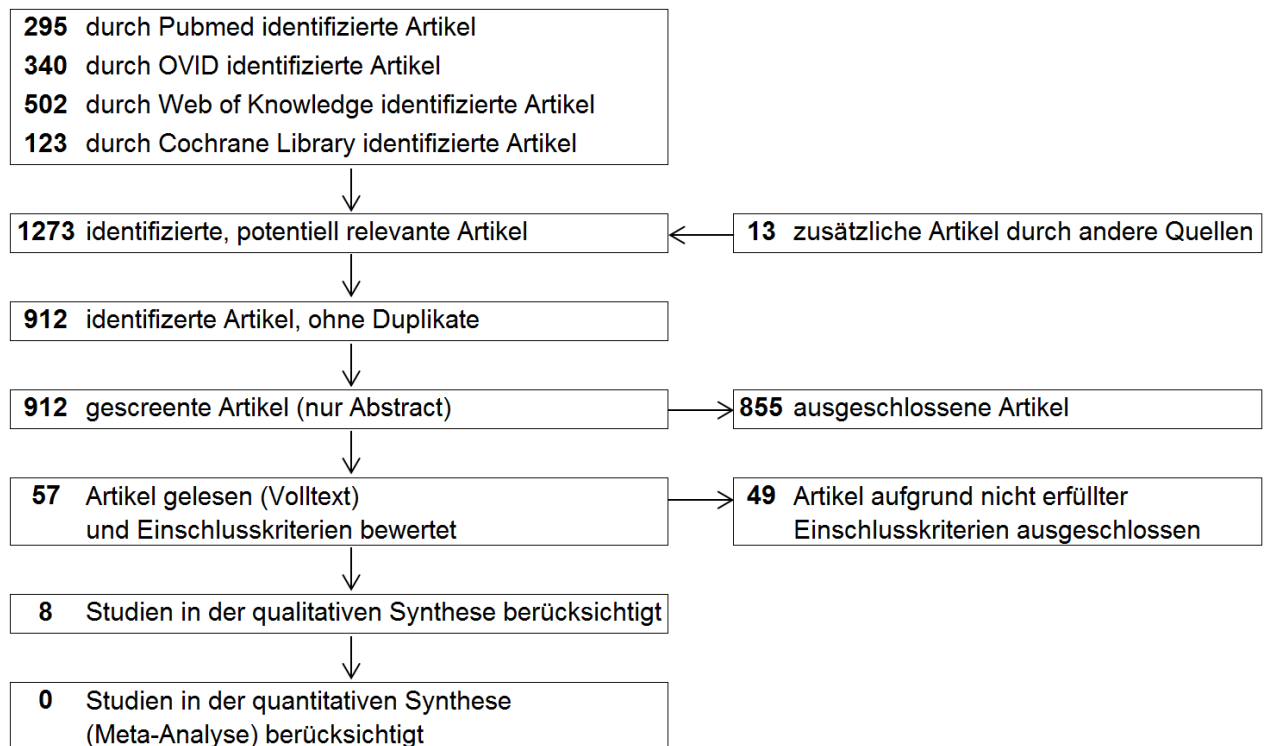 295 durch Pubmed identifizierte Artikel
340 durch OVID identifizierte Artikel
502 durch Web of Knowledge identifizierte Artikel
123 durch Cochrane Library identifizierte Artikel
1273 identifizierte, potentiell relevante Artikel
13 zusätzliche Artikel durch andere Quellen
912 identifizerte Artikel, ohne Duplikate
912 gescreente Artikel (nur Abstract)
855 ausgeschlossene Artikel
57 Artikel gelesen (Volltext)
und Einschlusskriterien bewertet
49 Artikel aufgrund nicht erfüllter
Einschlusskriterien ausgeschlossen
8 Studien in der qualitativen Synthese berücksichtigt
0 Studien in der quantitativen Synthese
(Meta-Analyse) berücksichtigt